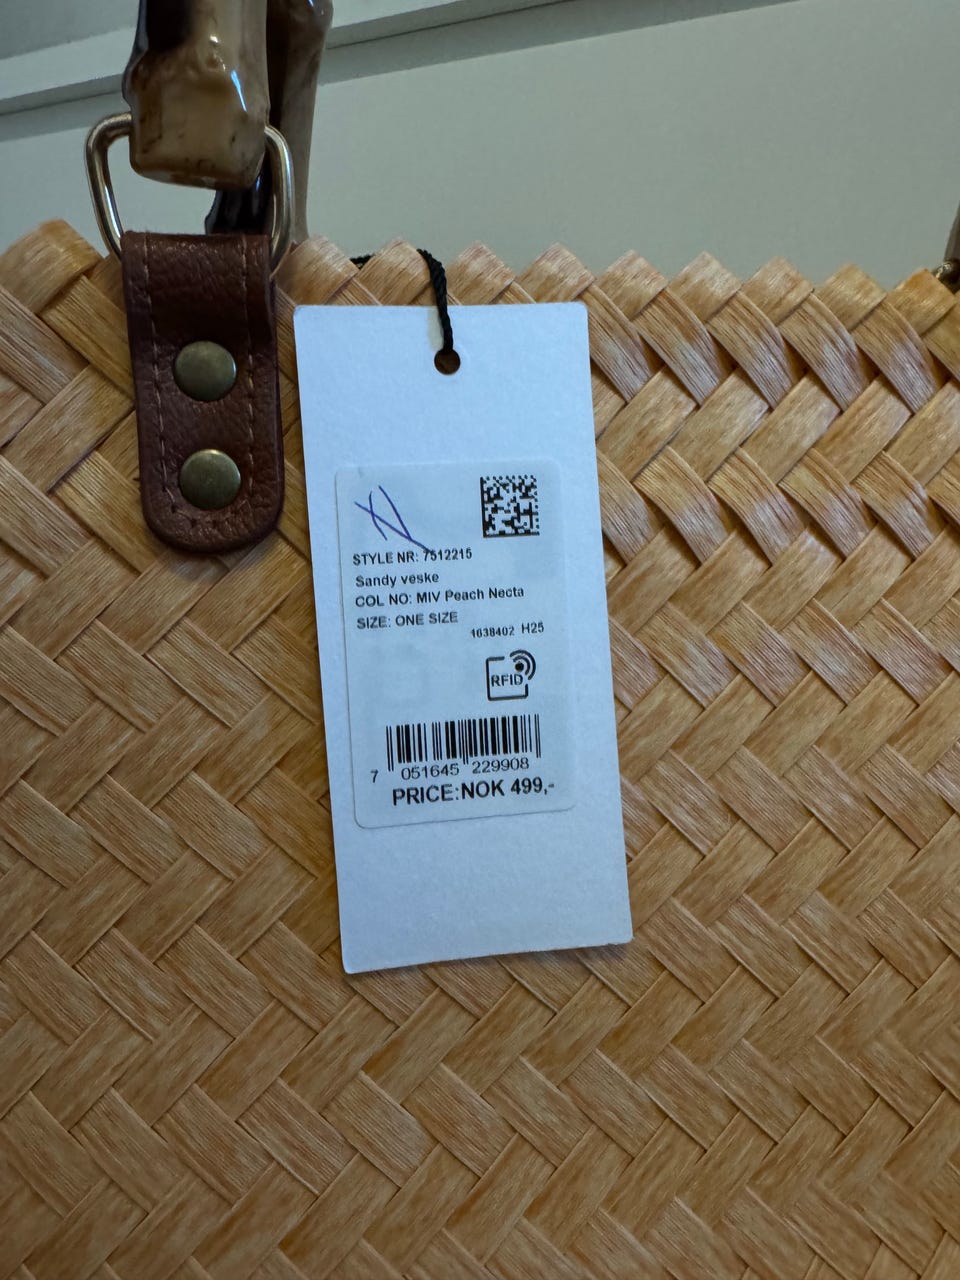 STYLE NR: 7512215
Sandy veske
COL NO: MIV Peach Necta
SIZE: ONE SIZE
1638402 H25
RFID
7 051645 229908
PRICE:NOK 499,-